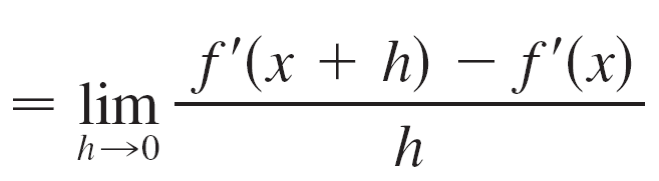 = lim h→0 f′(x + h) − f′(x) / h